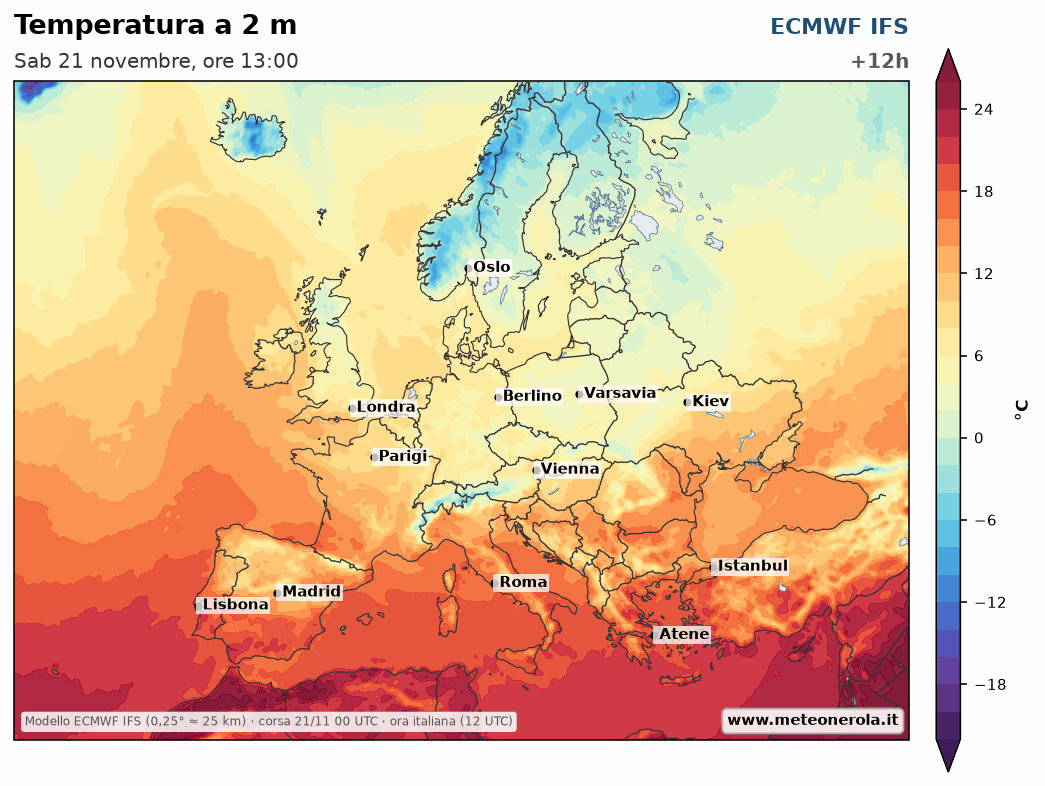 Temperatura a 2 m
ECMWF IFS
Sab 21 novembre, ore 13:00
+12h
24
18
12
6
0
−6
−12
−18
°C
Oslo
Londra
Berlino
Varsavia
Kiev
Parigi
Vienna
Istanbul
Roma
Madrid
Lisbona
Atene
Modello ECMWF IFS (0,25° ≈ 25 km) · corsa 21/11 00 UTC · ora italiana (12 UTC)
www.meteonerola.it